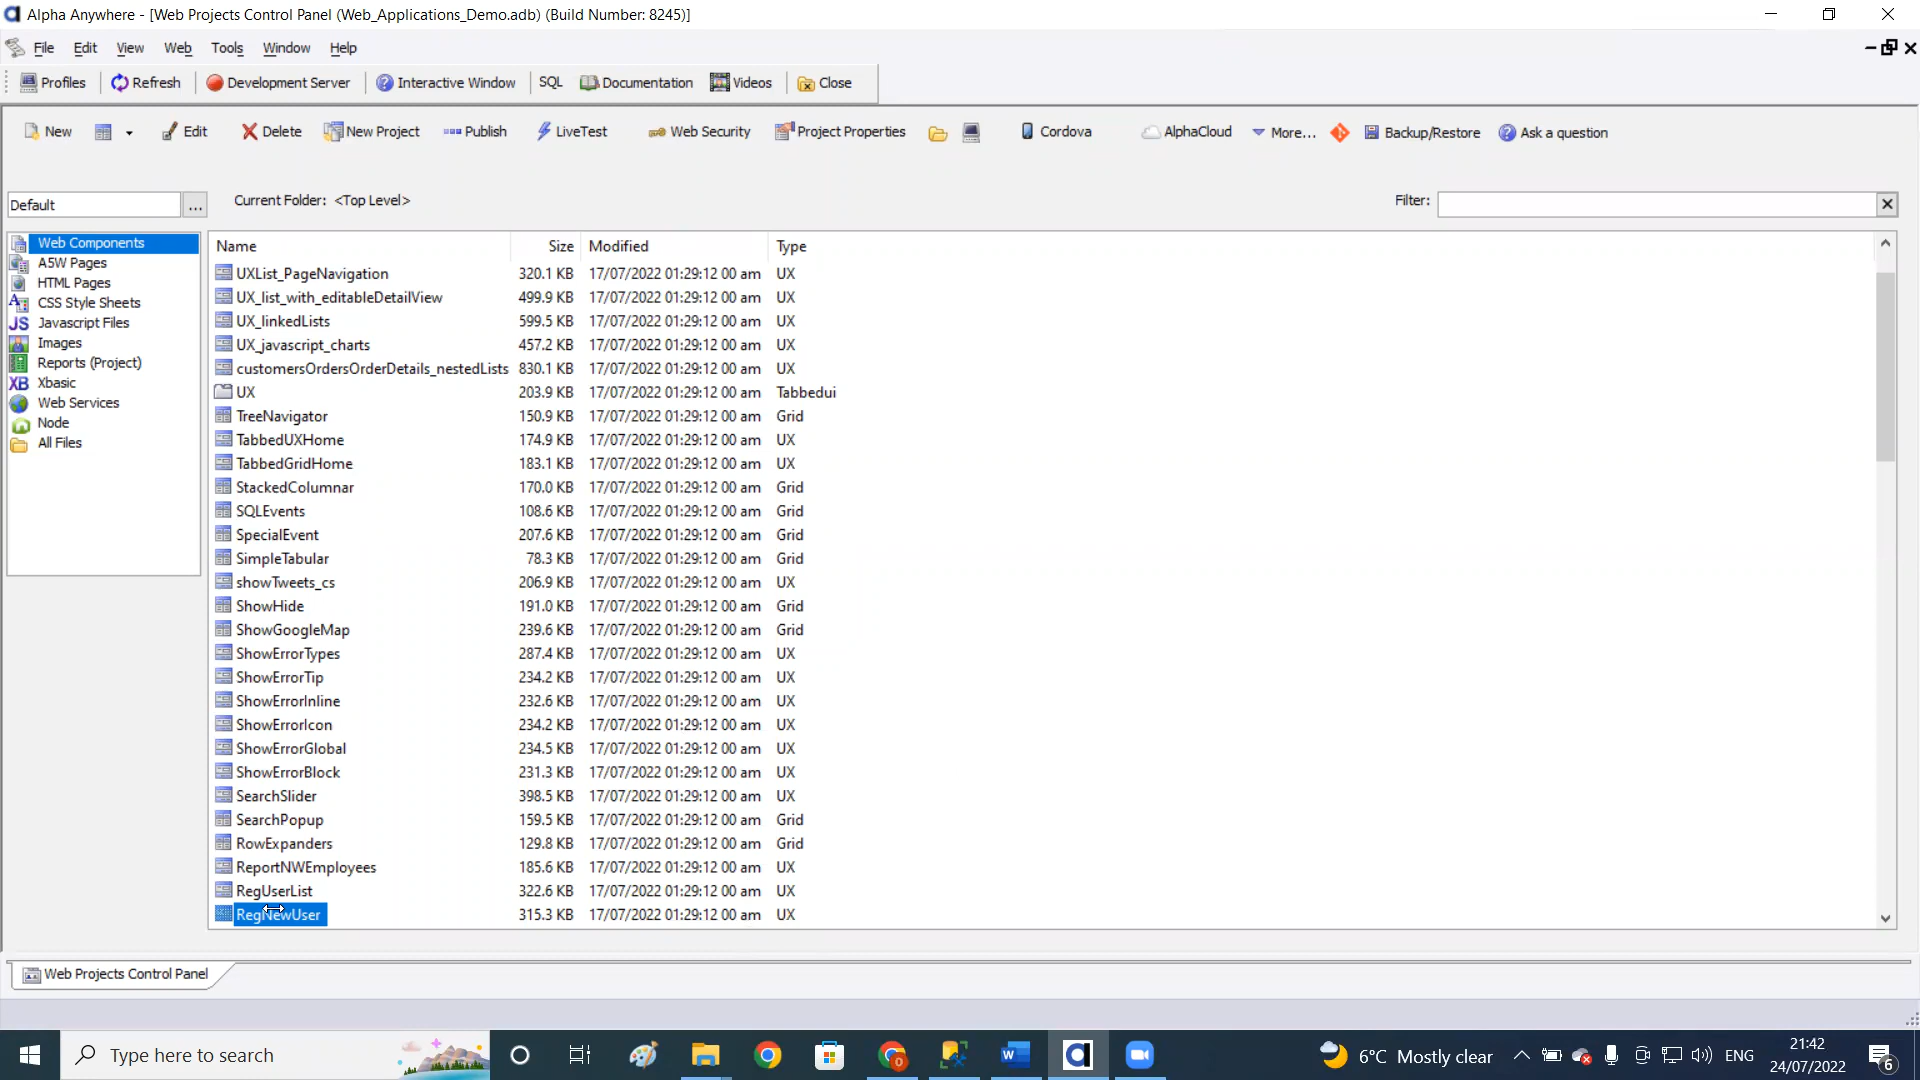 Alpha Anywhere - [Web Projects Control Panel (Web_Applications_Demo.adb) (Build Number: 8245)]
File Edit View Web Tools Window Help
Profiles Refresh Development Server Interactive Window SQL Documentation Videos Close
New Edit Delete New Project Publish LiveTest Web Security Project Properties Cordova AlphaCloud More... Backup/Restore Ask a question
Default ... Current Folder: <Top Level> Filter:
Web Components
A5W Pages
HTML Pages
CSS Style Sheets
JS Javascript Files
Images
Reports (Project)
XB Xbasic
Web Services
Node
All Files
Name Size Modified Type
UXList_PageNavigation 320.1 KB 17/07/2022 01:29:12 00 am UX
UX_list_with_editableDetailView 499.9 KB 17/07/2022 01:29:12 00 am UX
UX_linkedLists 599.5 KB 17/07/2022 01:29:12 00 am UX
UX_javascript_charts 457.2 KB 17/07/2022 01:29:12 00 am UX
customersOrdersOrderDetails_nestedLists 830.1 KB 17/07/2022 01:29:12 00 am UX
UX 203.9 KB 17/07/2022 01:29:12 00 am Tabbedui
TreeNavigator 150.9 KB 17/07/2022 01:29:12 00 am Grid
TabbedUXHome 174.9 KB 17/07/2022 01:29:12 00 am UX
TabbedGridHome 183.1 KB 17/07/2022 01:29:12 00 am UX
StackedColumnar 170.0 KB 17/07/2022 01:29:12 00 am Grid
SQLEvents 108.6 KB 17/07/2022 01:29:12 00 am Grid
SpecialEvent 207.6 KB 17/07/2022 01:29:12 00 am Grid
SimpleTabular 78.3 KB 17/07/2022 01:29:12 00 am Grid
showTweets_cs 206.9 KB 17/07/2022 01:29:12 00 am UX
ShowHide 191.0 KB 17/07/2022 01:29:12 00 am Grid
ShowGoogleMap 239.6 KB 17/07/2022 01:29:12 00 am Grid
ShowErrorTypes 287.4 KB 17/07/2022 01:29:12 00 am UX
ShowErrorTip 234.2 KB 17/07/2022 01:29:12 00 am UX
ShowErrorInline 232.6 KB 17/07/2022 01:29:12 00 am UX
ShowErrorIcon 234.2 KB 17/07/2022 01:29:12 00 am UX
ShowErrorGlobal 234.5 KB 17/07/2022 01:29:12 00 am UX
ShowErrorBlock 231.3 KB 17/07/2022 01:29:12 00 am UX
SearchSlider 398.5 KB 17/07/2022 01:29:12 00 am UX
SearchPopup 159.5 KB 17/07/2022 01:29:12 00 am Grid
RowExpanders 129.8 KB 17/07/2022 01:29:12 00 am Grid
ReportNWEmployees 185.6 KB 17/07/2022 01:29:12 00 am UX
RegUserList 322.6 KB 17/07/2022 01:29:12 00 am UX
RegNewUser 315.3 KB 17/07/2022 01:29:12 00 am UX
Web Projects Control Panel
Type here to search
6°C Mostly clear
ENG
21:42
24/07/2022
6